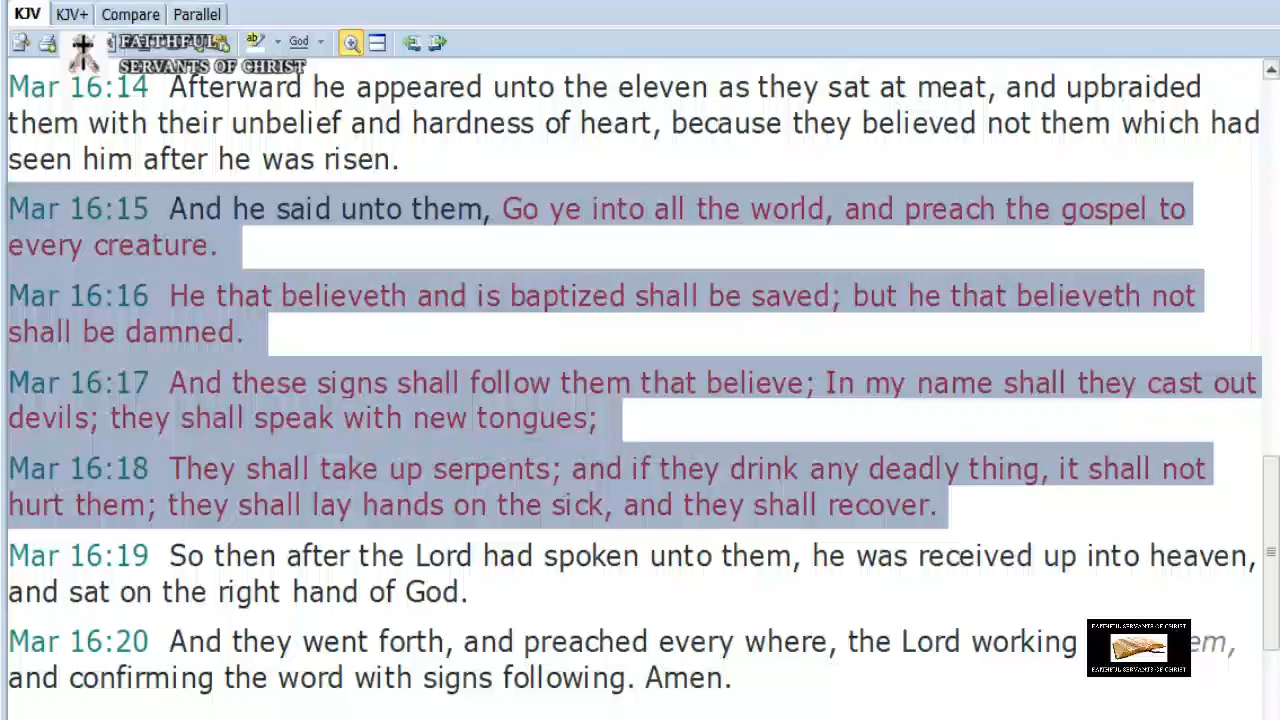 KJV KJV+ Compare Parallel
FAITHFUL
SERVANTS OF CHRIST
God
Mar 16:14 Afterward he appeared unto the eleven as they sat at meat, and upbraided
them with their unbelief and hardness of heart, because they believed not them which had
seen him after he was risen.
Mar 16:15 And he said unto them, Go ye into all the world, and preach the gospel to
every creature.
Mar 16:16 He that believeth and is baptized shall be saved; but he that believeth not
shall be damned.
Mar 16:17 And these signs shall follow them that believe; In my name shall they cast out
devils; they shall speak with new tongues;
Mar 16:18 They shall take up serpents; and if they drink any deadly thing, it shall not
hurt them; they shall lay hands on the sick, and they shall recover.
Mar 16:19 So then after the Lord had spoken unto them, he was received up into heaven,
and sat on the right hand of God.
Mar 16:20 And they went forth, and preached every where, the Lord working
and confirming the word with signs following. Amen.
FAITHFUL SERVANTS OF CHRIST
FAITHFUL SERVANTS OF CHRIST